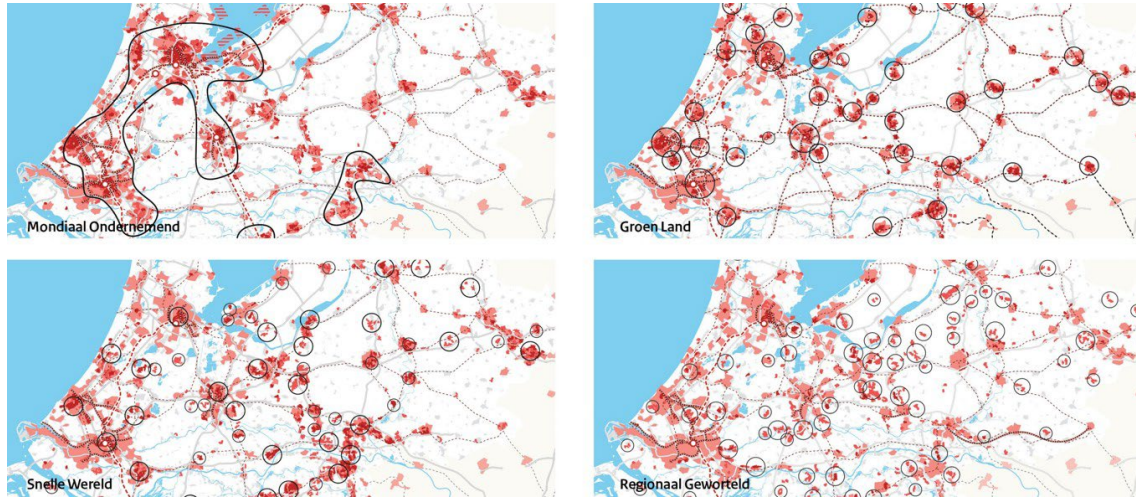 Mondiaal Ondernemend
Groen Land
Snelle Wereld
Regionaal Geworteld